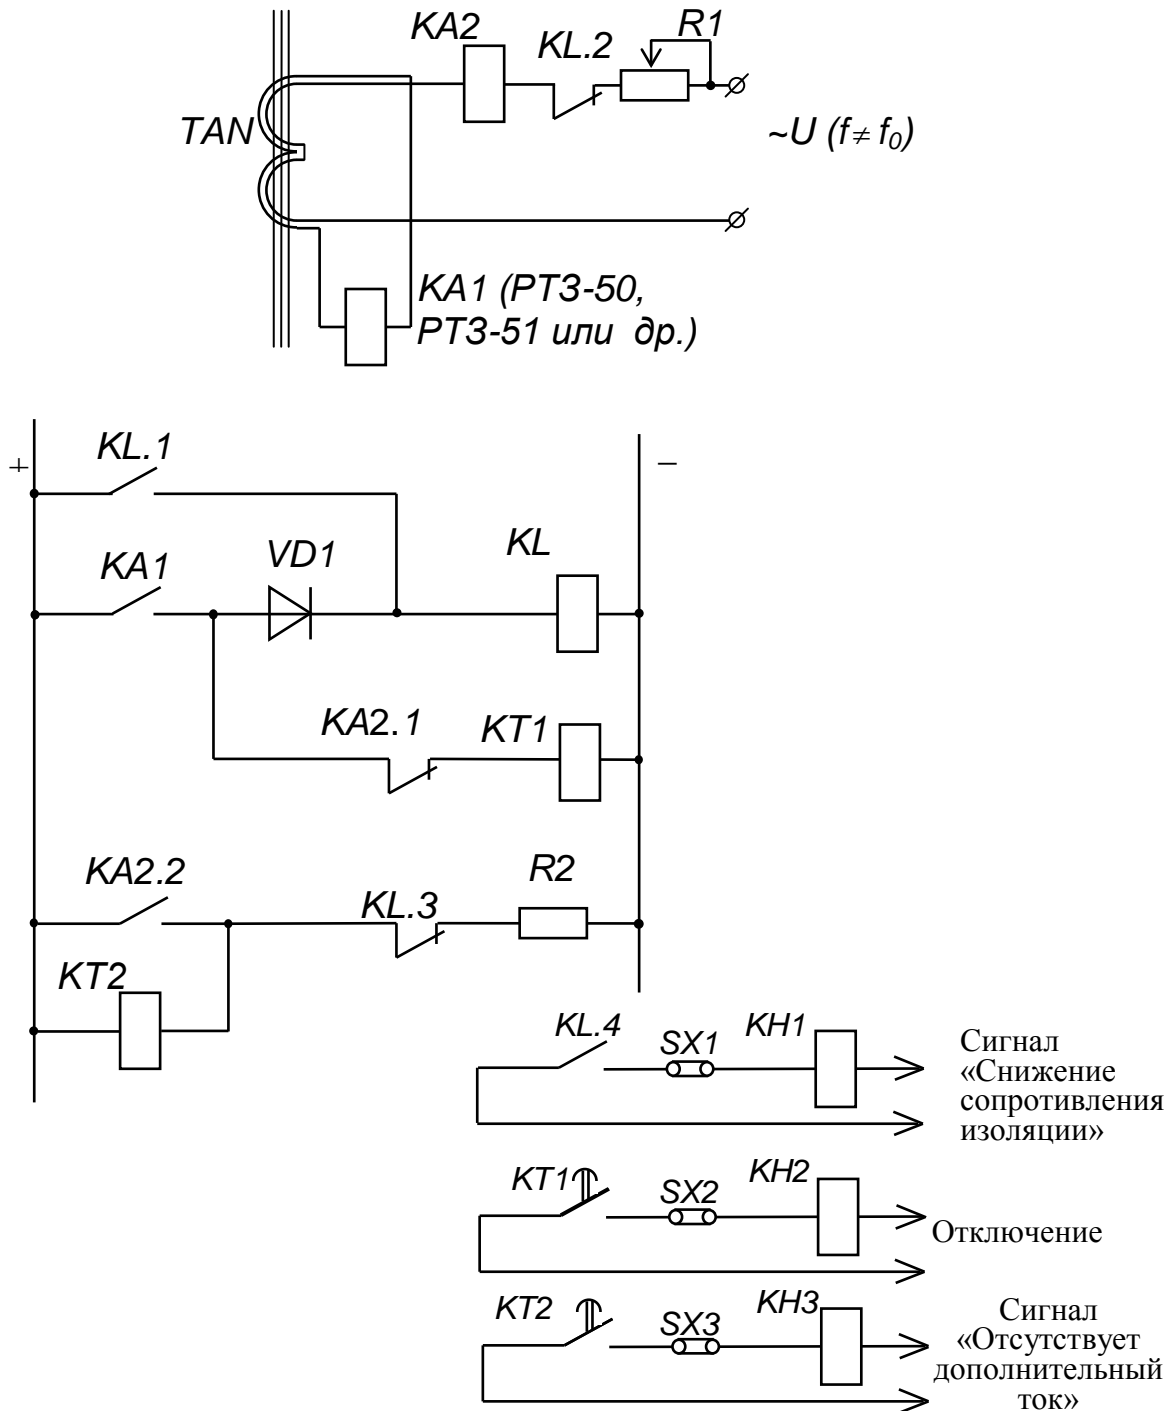 KA2
KL.2
R1
TAN
~U (f ≠ f0)
KA1 (РТЗ-50,
РТЗ-51 или др.)
KL.1
+
–
KA1
VD1
KL
KA2.1
KT1
KA2.2
KL.3
R2
KT2
KL.4
SX1
KH1
Сигнал
«Снижение
сопротивления
изоляции»
KT1
SX2
KH2
Отключение
KT2
SX3
KH3
Сигнал
«Отсутствует
дополнительный
ток»